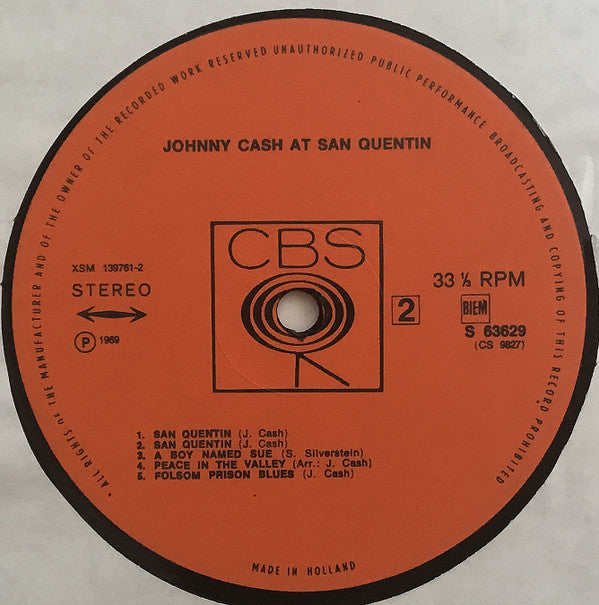 * ALL RIGHTS OF THE MANUFACTURER AND OF THE OWNER OF THE RECORDED WORK RESERVED UNAUTHORIZED PUBLIC PERFORMANCE BROADCASTING AND COPYING OF THIS RECORD PROHIBITED
JOHNNY CASH AT SAN QUENTIN
CBS
XSM 139761-2
STEREO
Ⓟ 1969
2
33 ⅓ RPM
BIEM
S 63629
(CS 9827)
1. SAN QUENTIN (J. Cash)
2. SAN QUENTIN (J. Cash)
3. A BOY NAMED SUE (S. Silverstein)
4. PEACE IN THE VALLEY (Arr.: J. Cash)
5. FOLSOM PRISON BLUES (J. Cash)
MADE IN HOLLAND